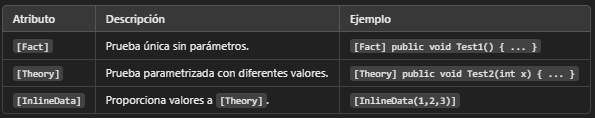 Atributo Descripción Ejemplo
[Fact] Prueba única sin parámetros. [Fact] public void Test1() { ... }
[Theory] Prueba parametrizada con diferentes valores. [Theory] public void Test2(int x) { ... }
[InlineData] Proporciona valores a [Theory]. [InlineData(1,2,3)]